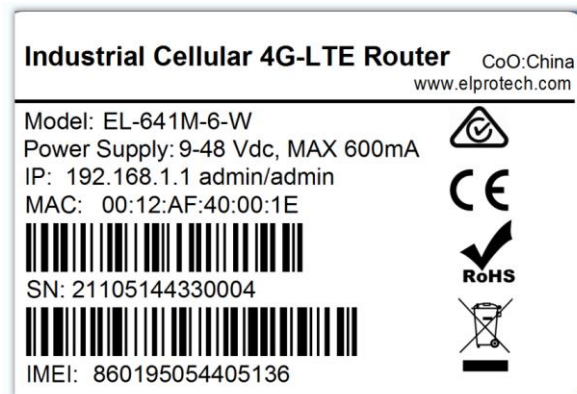 Industrial Cellular 4G-LTE Router CoO:China
www.elprotech.com
Model: EL-641M-6-W
Power Supply: 9-48 Vdc, MAX 600mA
IP: 192.168.1.1 admin/admin
MAC: 00:12:AF:40:00:1E
SN: 21105144330004
RoHS
IMEI: 860195054405136